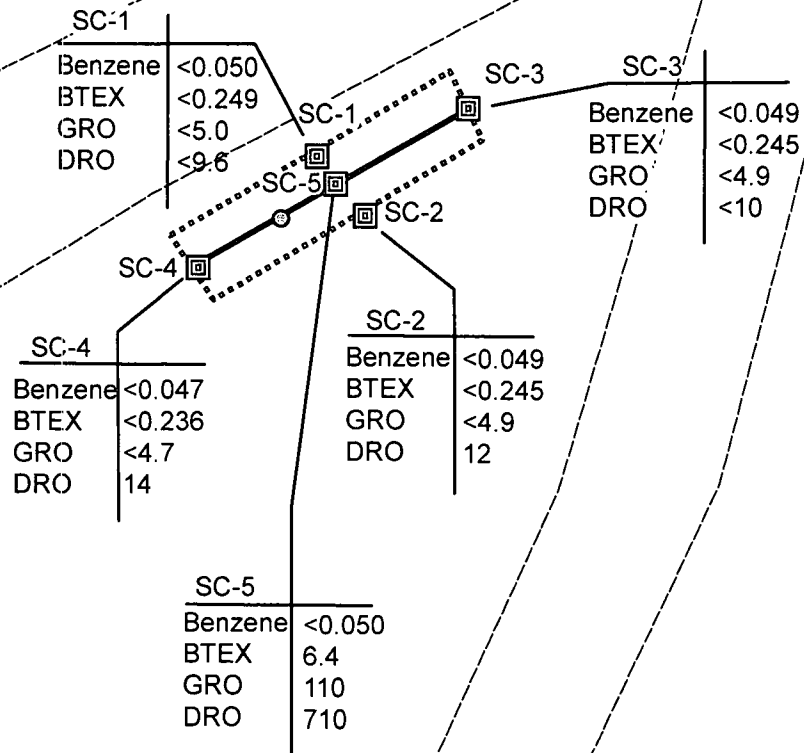 SC-1
Benzene <0.050
BTEX <0.249
GRO <5.0
DRO <9.6
SC-3
SC-3
Benzene <0.049
BTEX <0.245
GRO <4.9
DRO <10
SC-1
SC-5
SC-2
SC-4
SC-4
Benzene <0.047
BTEX <0.236
GRO <4.7
DRO 14
SC-2
Benzene <0.049
BTEX <0.245
GRO <4.9
DRO 12
SC-5
Benzene <0.050
BTEX 6.4
GRO 110
DRO 710